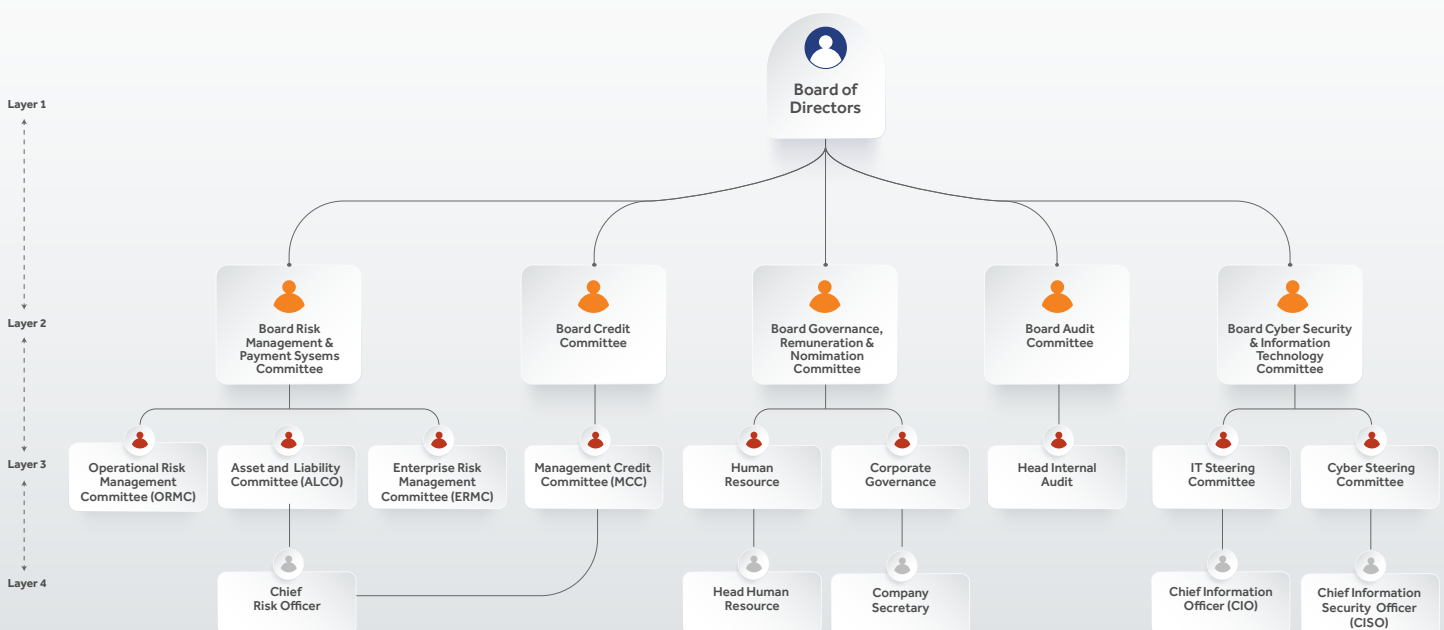 Board of
Directors
Layer 1
Layer 2
Board Risk
Management &
Payment Sysems
Committee
Board Credit
Committee
Board Governance,
Remuneration &
Nomimation
Committee
Board Audit
Committee
Board Cyber Security
& Information
Technology
Committee
Layer 3
Operational Risk
Management
Committee (ORMC)
Asset and Liability
Committee (ALCO)
Enterprise Risk
Management
Committee (ERMC)
Management Credit
Committee (MCC)
Human
Resource
Corporate
Governance
Head Internal
Audit
IT Steering
Committee
Cyber Steering
Committee
Layer 4
Chief
Risk Officer
Head Human
Resource
Company
Secretary
Chief Information
Officer (CIO)
Chief Information
Security Officer
(CISO)